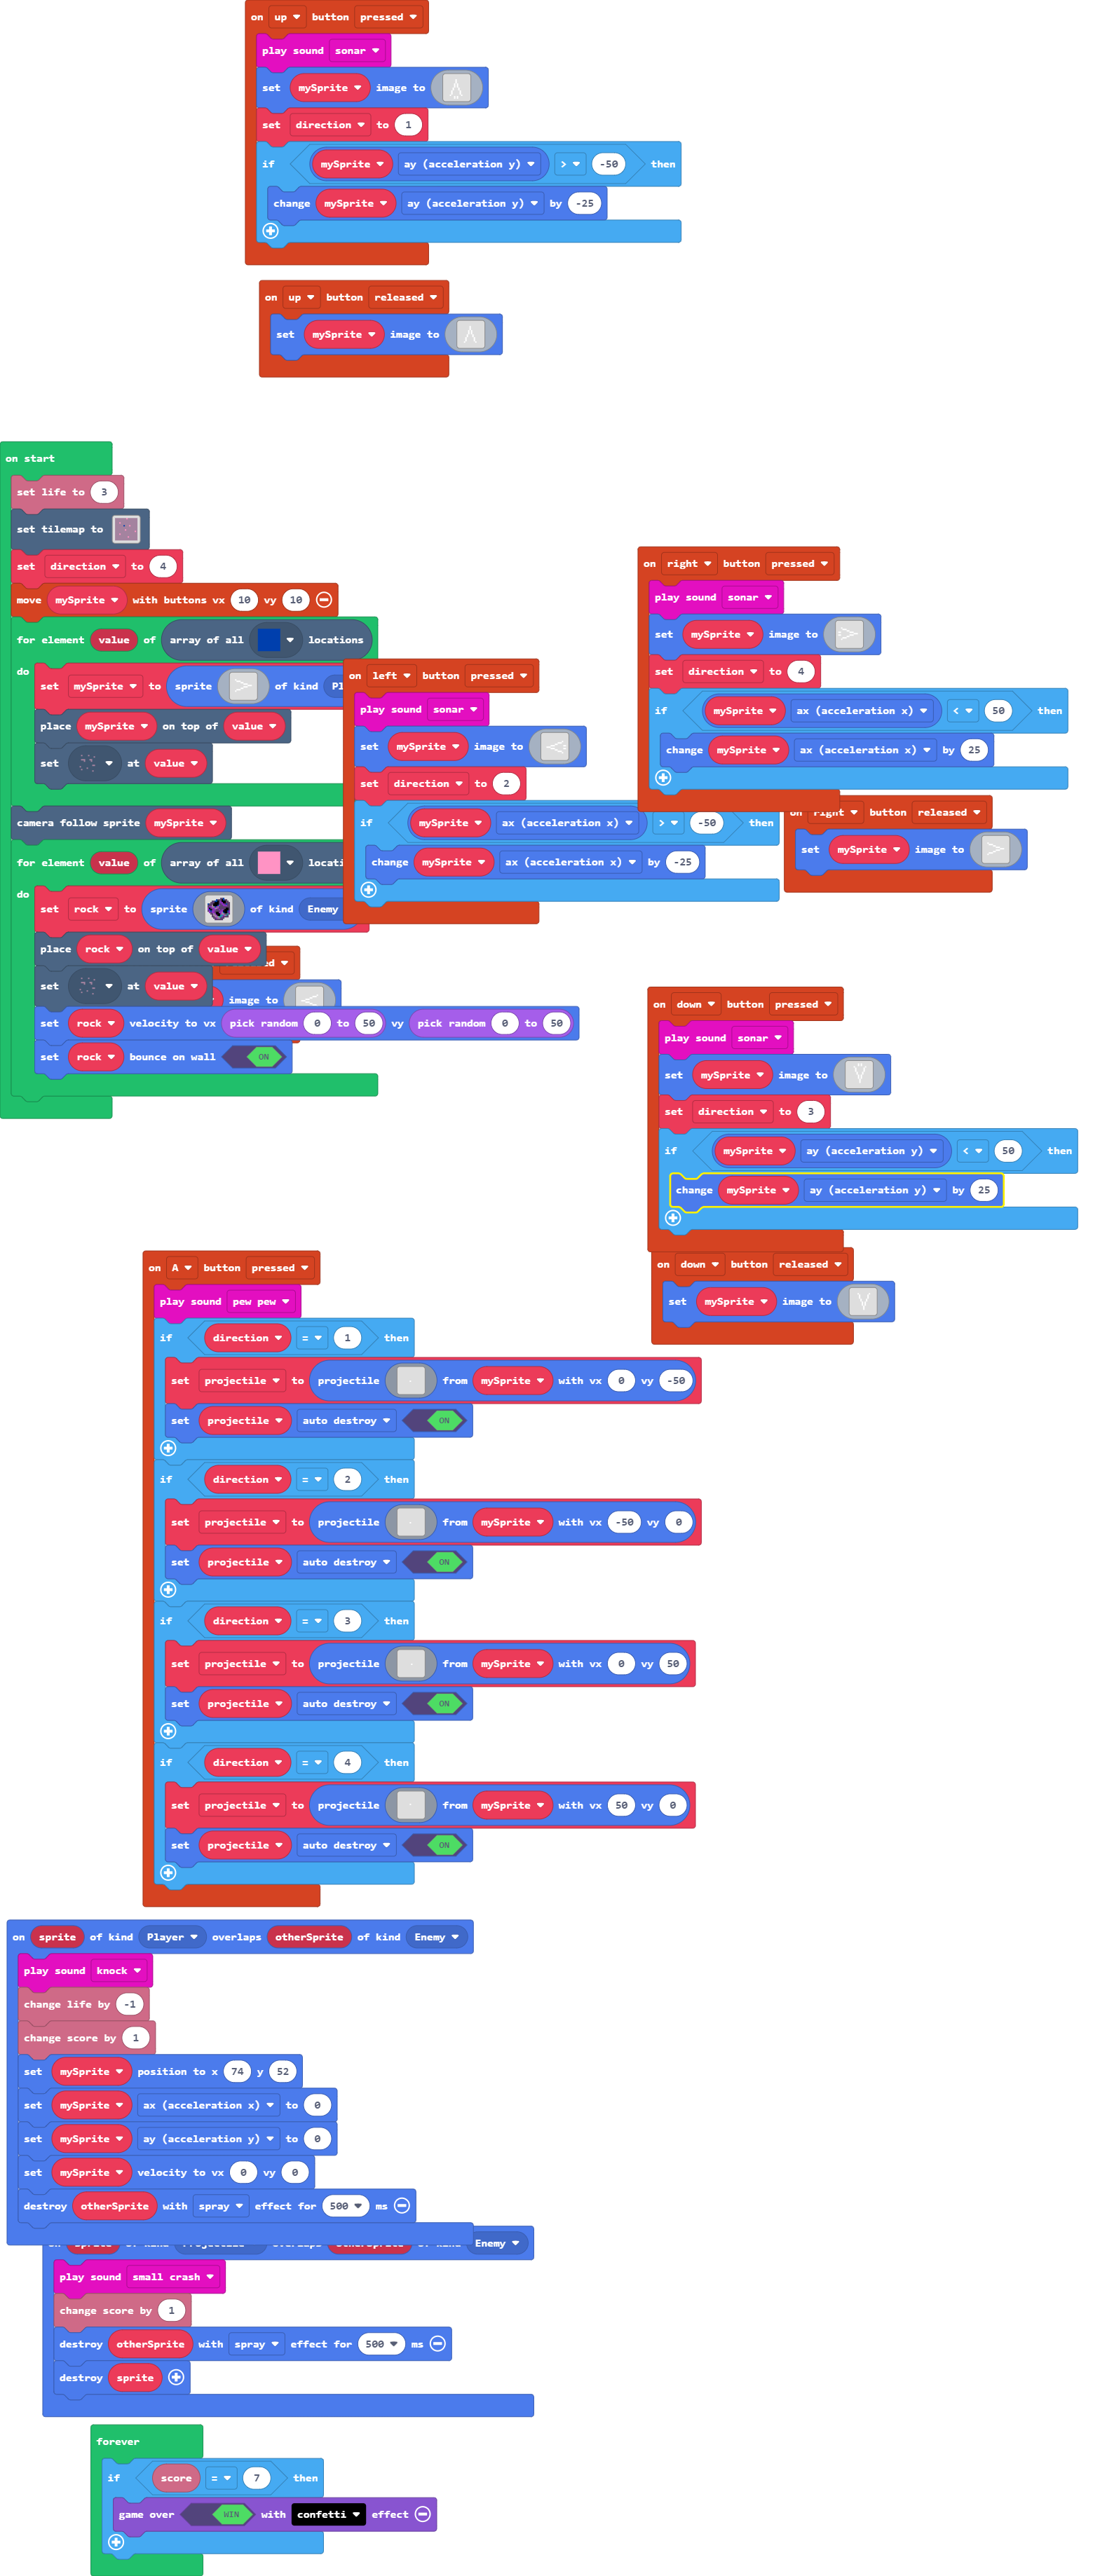 on up button pressed
play sound sonar
set mySprite image to
set direction to 1
if mySprite ay (acceleration y) > -50 then
change mySprite ay (acceleration y) by -25
on up button released
set mySprite image to
on start
set life to 3
set tilemap to
set direction to 4
move mySprite with buttons vx 10 vy 10
for element value of array of all locations
do
set mySprite to sprite of kind
place mySprite on top of value
set at value
camera follow sprite mySprite
for element value of array of all
do
set rock to sprite of kind Enemy
place rock on top of value
set at value
set rock velocity to vx pick random 0 to 50 vy pick random 0 to 50
set rock bounce on wall ON
image to
on left button pressed
play sound sonar
set mySprite image to
set direction to 2
if mySprite ax (acceleration x) > -50 then
change mySprite ax (acceleration x) by -25
on right button pressed
play sound sonar
set mySprite image to
set direction to 4
if mySprite ax (acceleration x) < 50 then
change mySprite ax (acceleration x) by 25
on right button released
set mySprite image to
on down button pressed
play sound sonar
set mySprite image to
set direction to 3
if mySprite ay (acceleration y) < 50 then
change mySprite ay (acceleration y) by 25
on down button released
set mySprite image to
on A button pressed
play sound pew pew
if direction = 1 then
set projectile to projectile from mySprite with vx 0 vy -50
set projectile auto destroy ON
if direction = 2 then
set projectile to projectile from mySprite with vx -50 vy 0
set projectile auto destroy ON
if direction = 3 then
set projectile to projectile from mySprite with vx 0 vy 50
set projectile auto destroy ON
if direction = 4 then
set projectile to projectile from mySprite with vx 50 vy 0
set projectile auto destroy ON
on sprite of kind Player overlaps otherSprite of kind Enemy
play sound knock
change life by -1
change score by 1
set mySprite position to x 74 y 52
set mySprite ax (acceleration x) to 0
set mySprite ay (acceleration y) to 0
set mySprite velocity to vx 0 vy 0
destroy otherSprite with spray effect for 500 ms
Enemy
play sound small crash
change score by 1
destroy otherSprite with spray effect for 500 ms
destroy sprite
forever
if score = 7 then
game over WIN with confetti effect